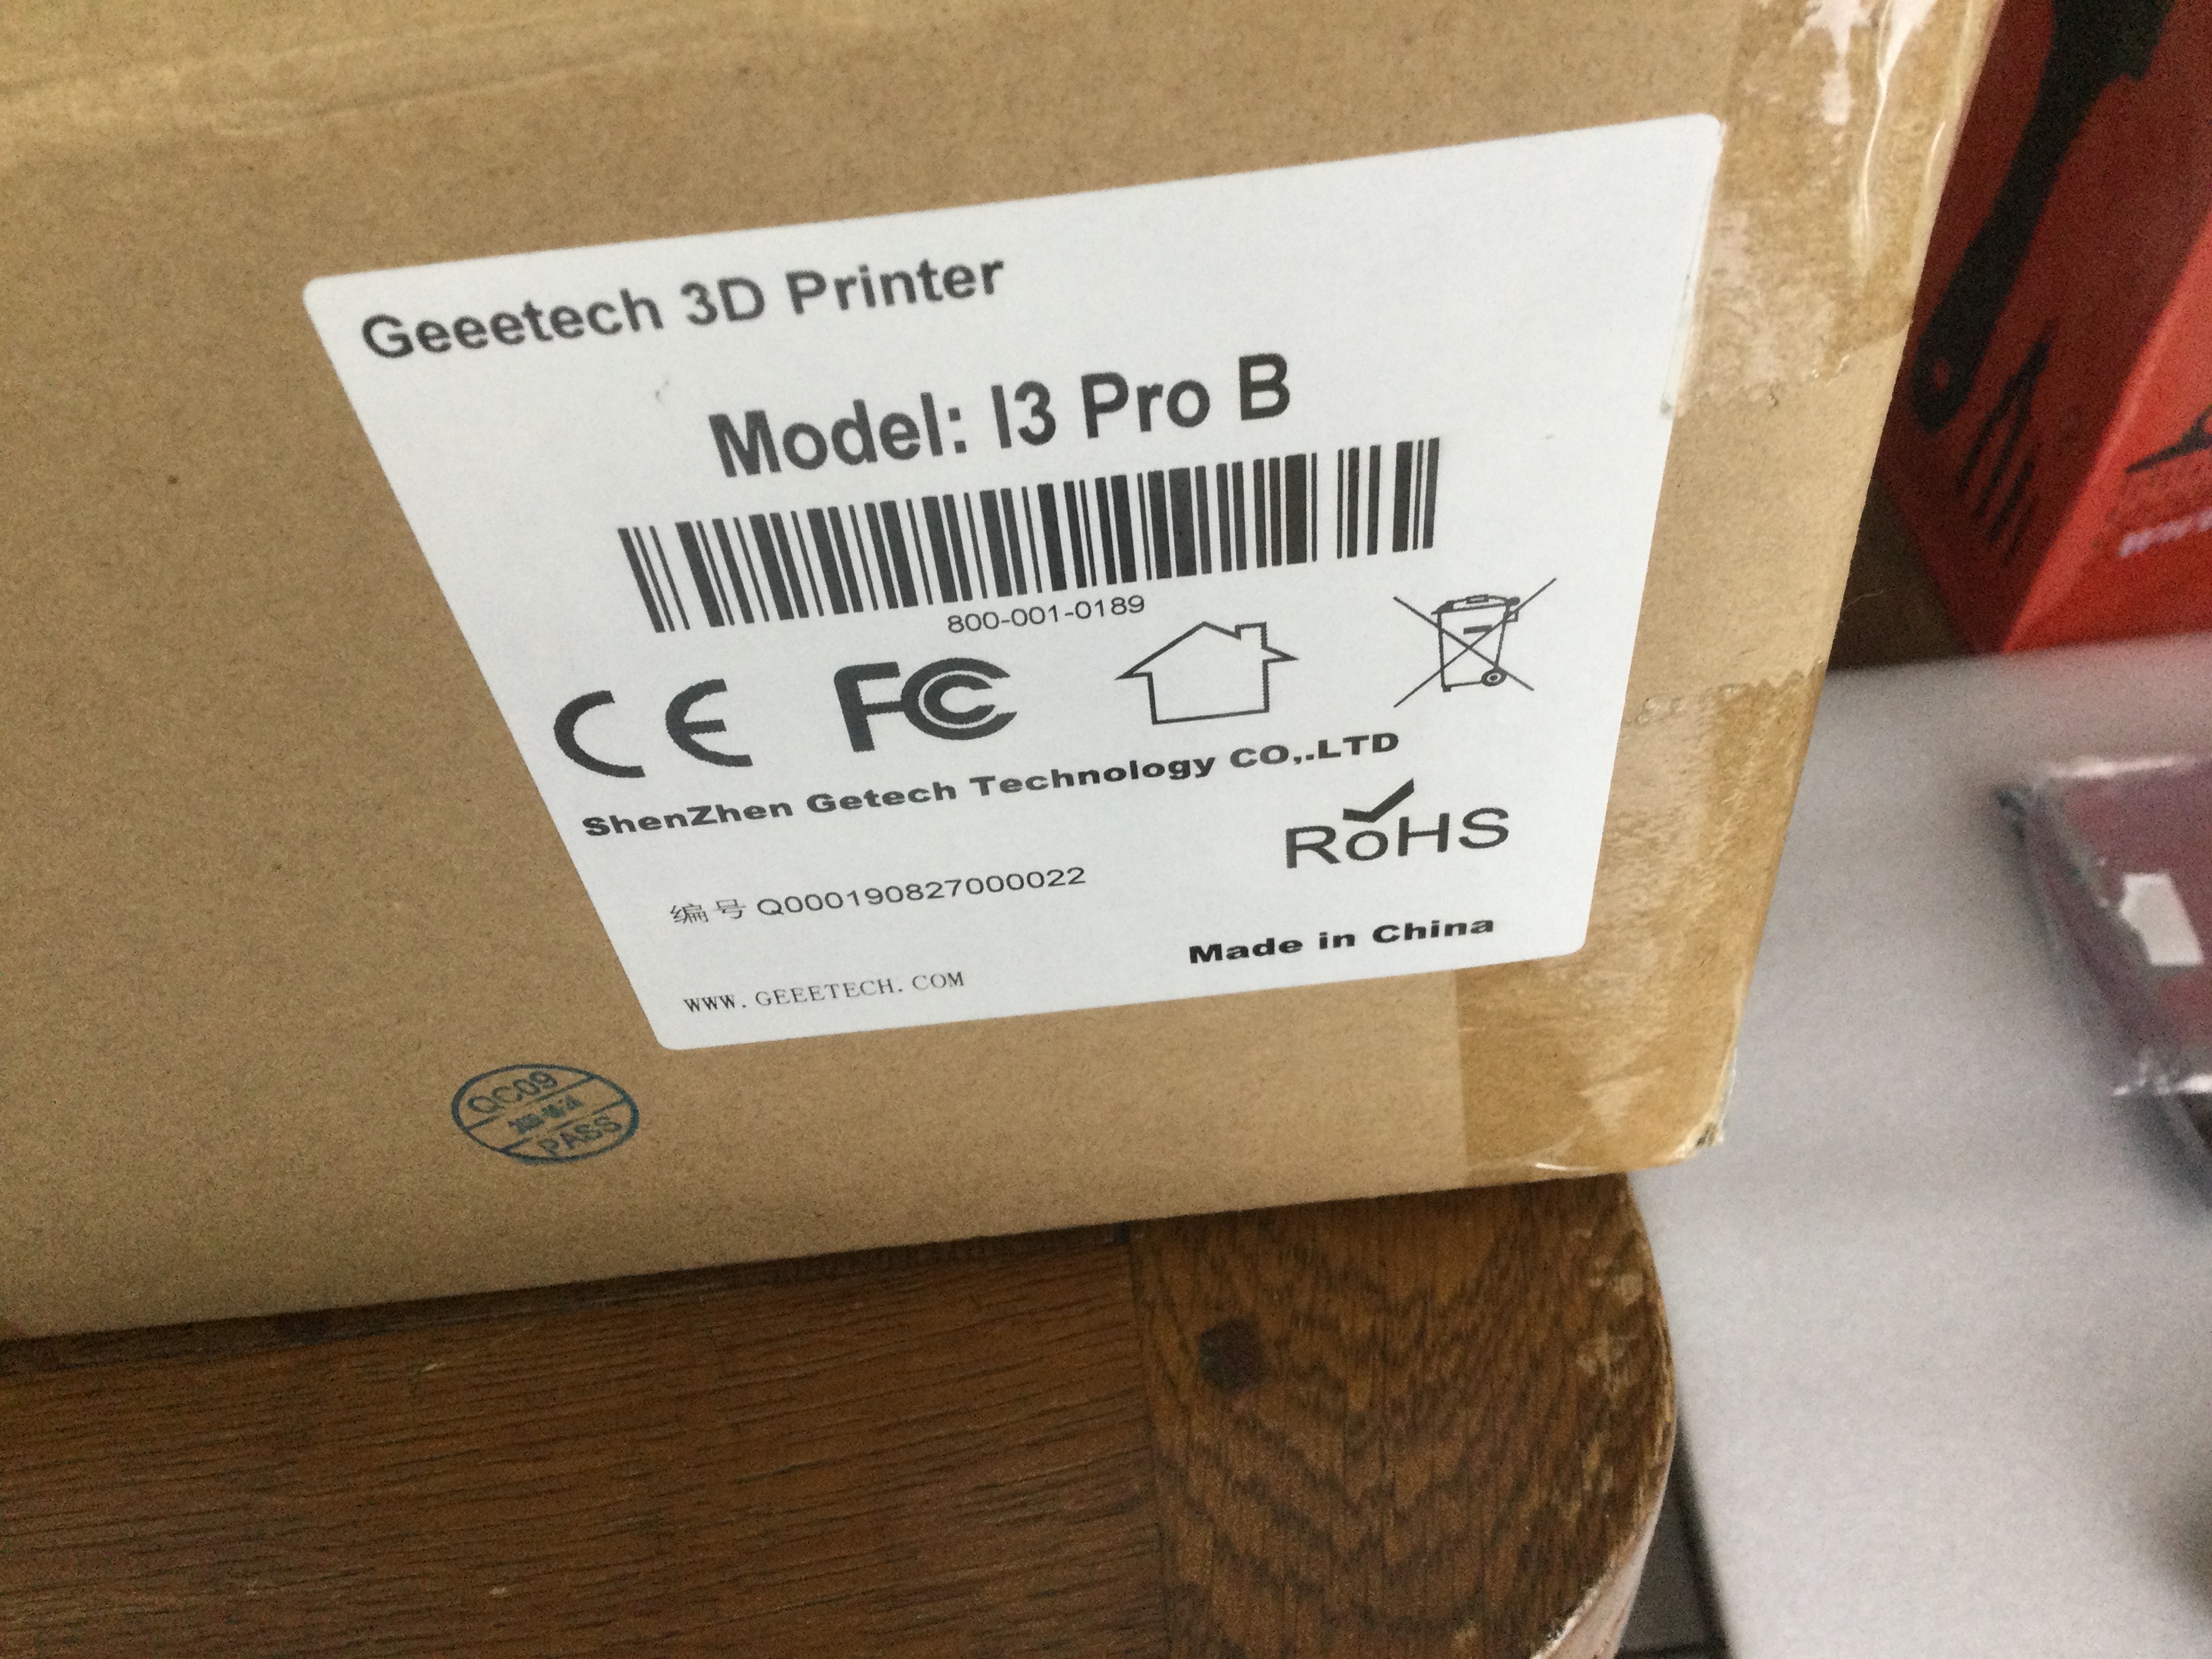 Geeetech 3D Printer
Model: I3 Pro B
800-001-0189
CE FC
ShenZhen Getech Technology CO,.LTD
RoHS
编号 Q000190827000022
Made in China
WWW.GEEETECH.COM
QC09
PASS